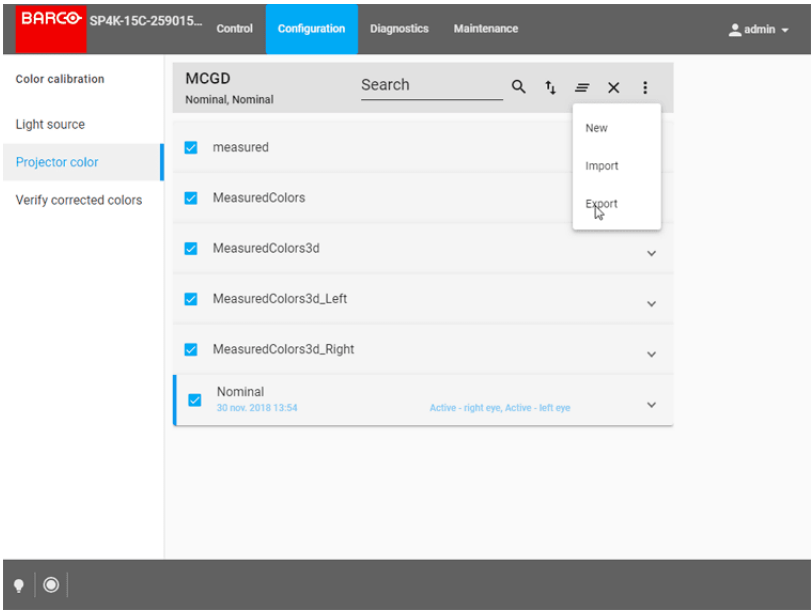 BARCO SP4K-15C-259015...
Control
Configuration
Diagnostics
Maintenance
admin
Color calibration
Light source
Projector color
Verify corrected colors
MCGD
Nominal, Nominal
Search
New
Import
Export
measured
MeasuredColors
MeasuredColors3d
MeasuredColors3d_Left
MeasuredColors3d_Right
Nominal
30 nov. 2018 13:54
Active - right eye, Active - left eye